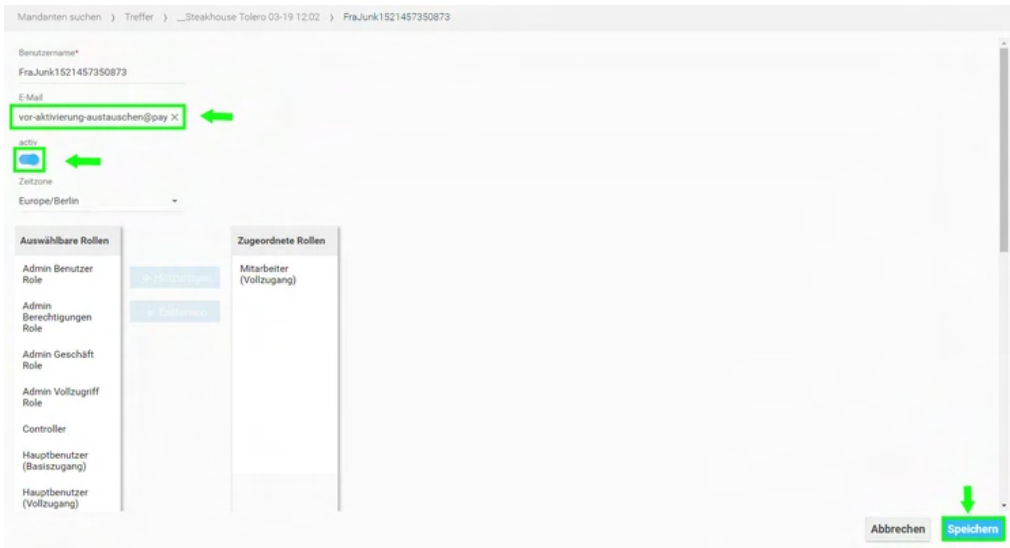 Mandanten suchen > Treffer > __Steakhouse Tolero 03-19 12:02 > FraJunk1521457350873
Benutzername*
FraJunk1521457350873
E-Mail
vor-aktivierung-austauschen@pay ×
activ
Zeitzone
Europe/Berlin
Auswählbare Rollen
Admin Benutzer
Role
Admin
Berechtigungen
Role
Admin Geschäft
Role
Admin Vollzugriff
Role
Controller
Hauptbenutzer
(Basiszugang)
Hauptbenutzer
(Vollzugang)
Zugeordnete Rollen
Mitarbeiter
(Vollzugang)
Abbrechen
Speichern